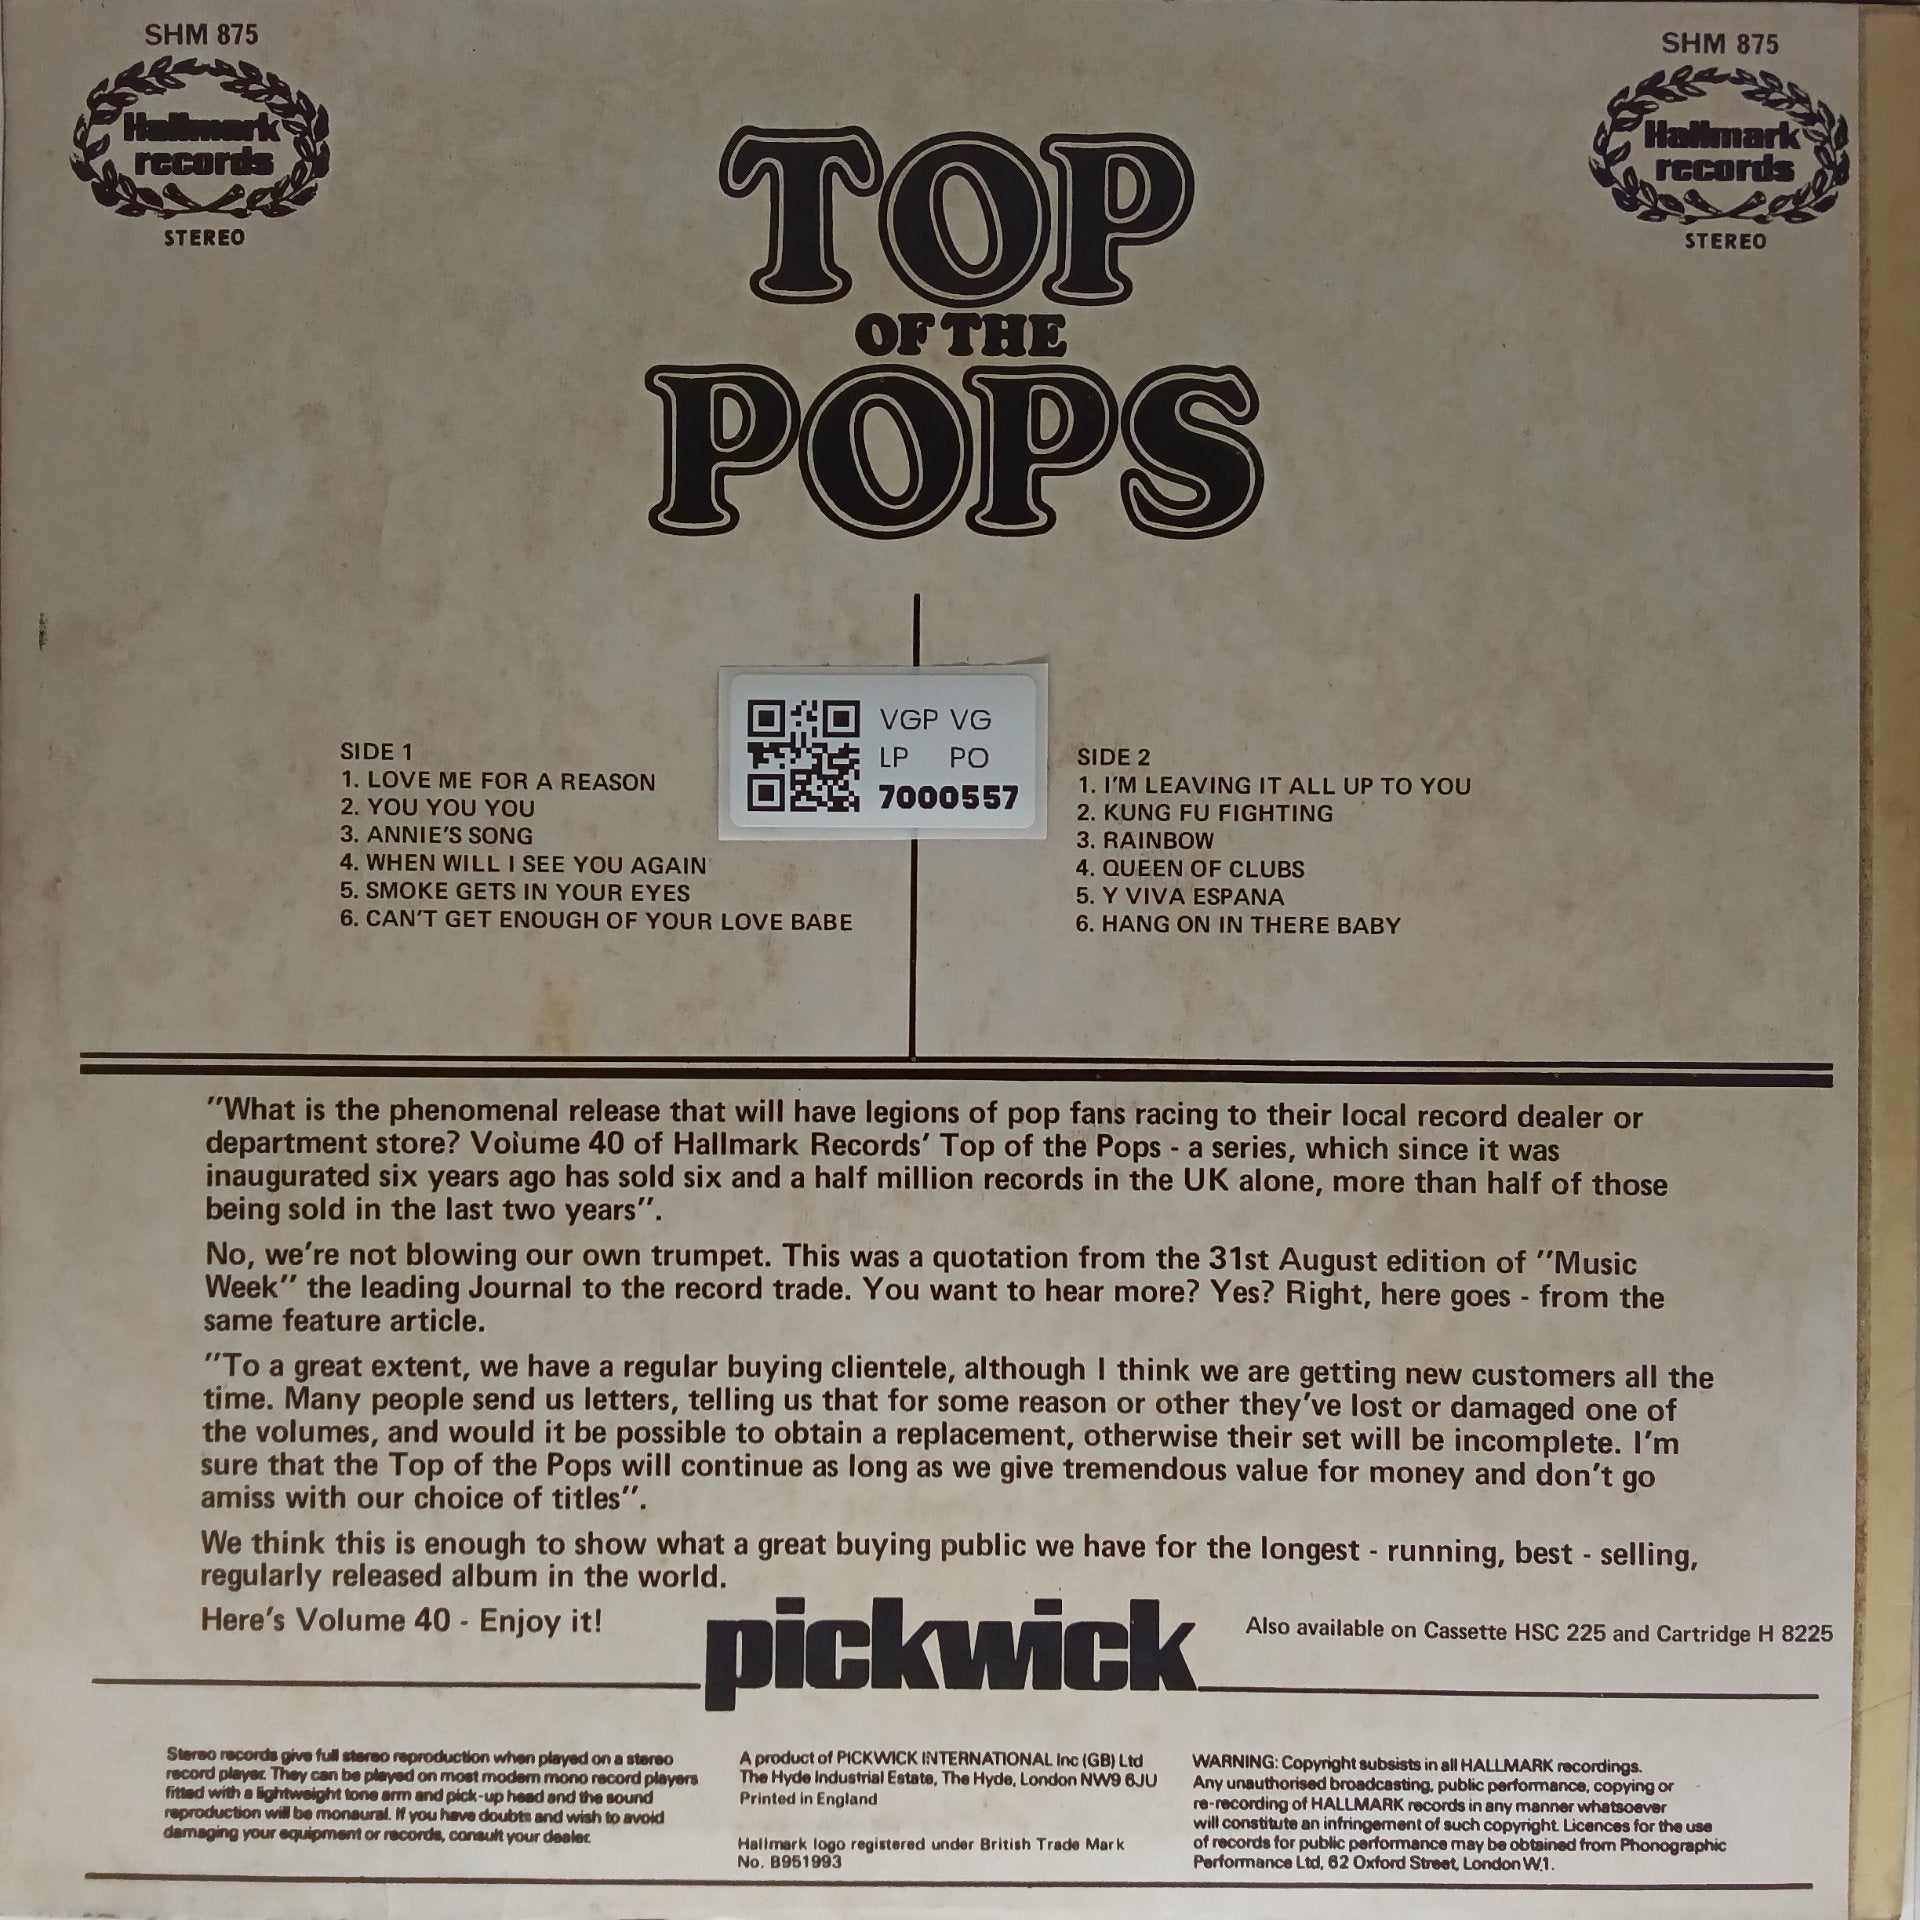 SHM 875
Hallmark
records
STEREO
SHM 875
Hallmark
records
STEREO
TOP
OF THE
POPS
VGP VG
LP PO
7000557
SIDE 1
1. LOVE ME FOR A REASON
2. YOU YOU YOU
3. ANNIE'S SONG
4. WHEN WILL I SEE YOU AGAIN
5. SMOKE GETS IN YOUR EYES
6. CAN'T GET ENOUGH OF YOUR LOVE BABE
SIDE 2
1. I'M LEAVING IT ALL UP TO YOU
2. KUNG FU FIGHTING
3. RAINBOW
4. QUEEN OF CLUBS
5. Y VIVA ESPANA
6. HANG ON IN THERE BABY
"What is the phenomenal release that will have legions of pop fans racing to their local record dealer or
department store? Volume 40 of Hallmark Records' Top of the Pops - a series, which since it was
inaugurated six years ago has sold six and a half million records in the UK alone, more than half of those
being sold in the last two years".
No, we're not blowing our own trumpet. This was a quotation from the 31st August edition of "Music
Week" the leading Journal to the record trade. You want to hear more? Yes? Right, here goes - from the
same feature article.
"To a great extent, we have a regular buying clientele, although I think we are getting new customers all the
time. Many people send us letters, telling us that for some reason or other they've lost or damaged one of
the volumes, and would it be possible to obtain a replacement, otherwise their set will be incomplete. I'm
sure that the Top of the Pops will continue as long as we give tremendous value for money and don't go
amiss with our choice of titles".
We think this is enough to show what a great buying public we have for the longest - running, best - selling,
regularly released album in the world.
Here's Volume 40 - Enjoy it!
pickwick
Also available on Cassette HSC 225 and Cartridge H 8225
Stereo records give full stereo reproduction when played on a stereo
record player. They can be played on most modern mono record players
fitted with a lightweight tone arm and pick-up head and the sound
reproduction will be monaural. If you have doubts and wish to avoid
damaging your equipment or records, consult your dealer.
A product of PICKWICK INTERNATIONAL Inc (GB) Ltd
The Hyde Industrial Estate, The Hyde, London NW9 6JU
Printed in England
Hallmark logo registered under British Trade Mark
No. B951993
WARNING: Copyright subsists in all HALLMARK recordings.
Any unauthorised broadcasting, public performance, copying or
re-recording of HALLMARK records in any manner whatsoever
will constitute an infringement of such copyright. Licences for the use
of records for public performance may be obtained from Phonographic
Performance Ltd, 62 Oxford Street, London W.1.